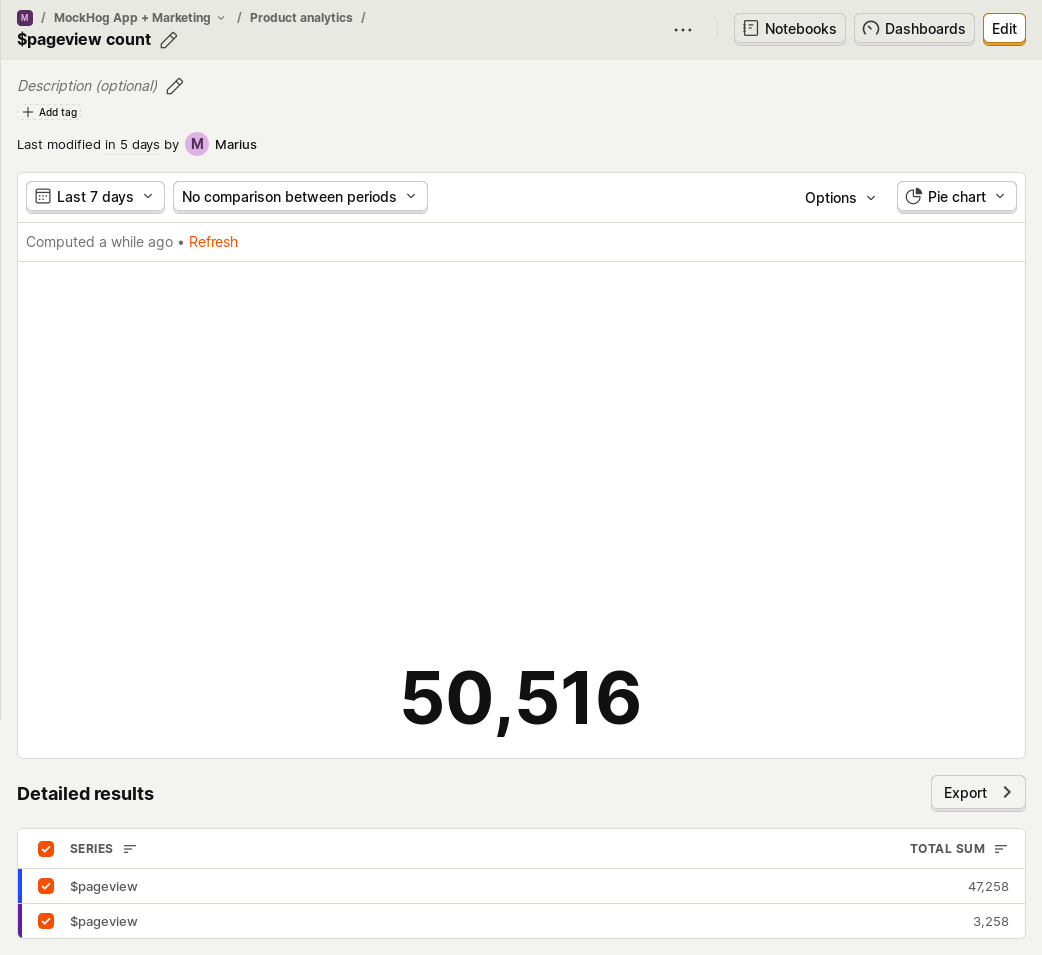 M / MockHog App + Marketing / Product analytics /
$pageview count
Notebooks Dashboards Edit
Description (optional)
Add tag
Last modified in 5 days by M Marius
Last 7 days No comparison between periods Options Pie chart
Computed a while ago • Refresh
50,516
Detailed results
Export
SERIES TOTAL SUM
$pageview 47,258
$pageview 3,258